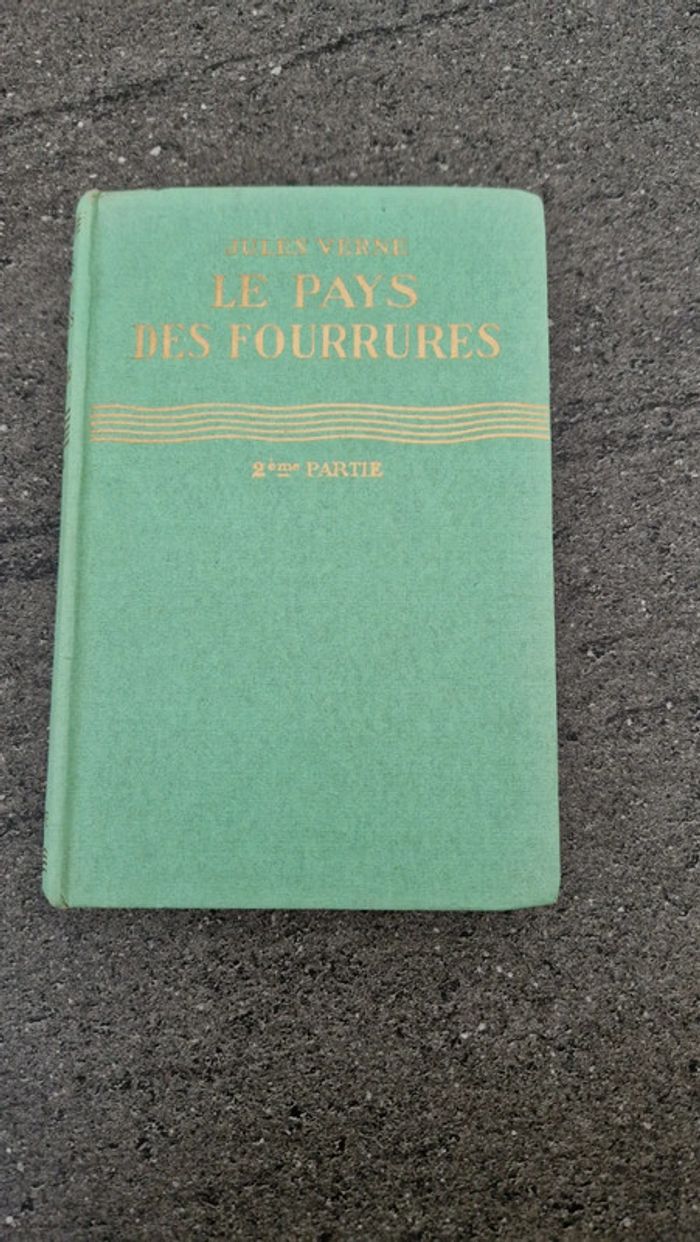 JULES VERNE
LE PAYS
DES FOURRURES
2ème PARTIE